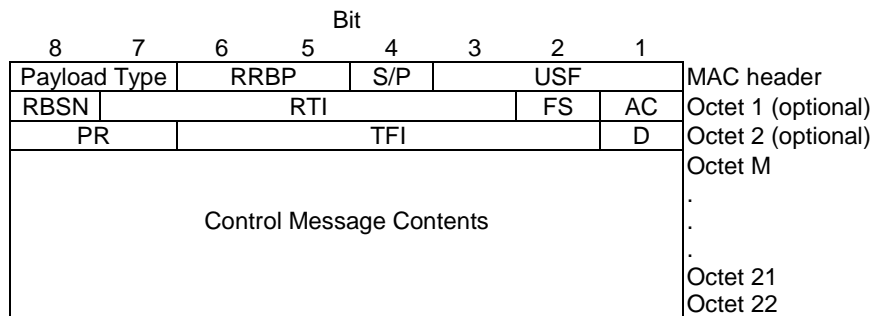 Bit
8 7 6 5 4 3 2 1
Payload Type RRBP S/P USF MAC header
RBSN RTI FS AC Octet 1 (optional)
PR TFI D Octet 2 (optional)
Octet M
.
Control Message Contents .
.
Octet 21
Octet 22